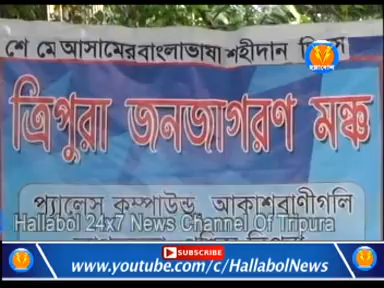 শে মে আসামের বাংলাভাষা শহীদান
ত্রিপুরা জনজাগরণ মঞ্চ
প্যালেস কম্পাউন্ড, আকাশবাণীগলি
Hallabol 24x7 News Channel Of Tripura
SUBSCRIBE
www.youtube.com/c/HallabolNews